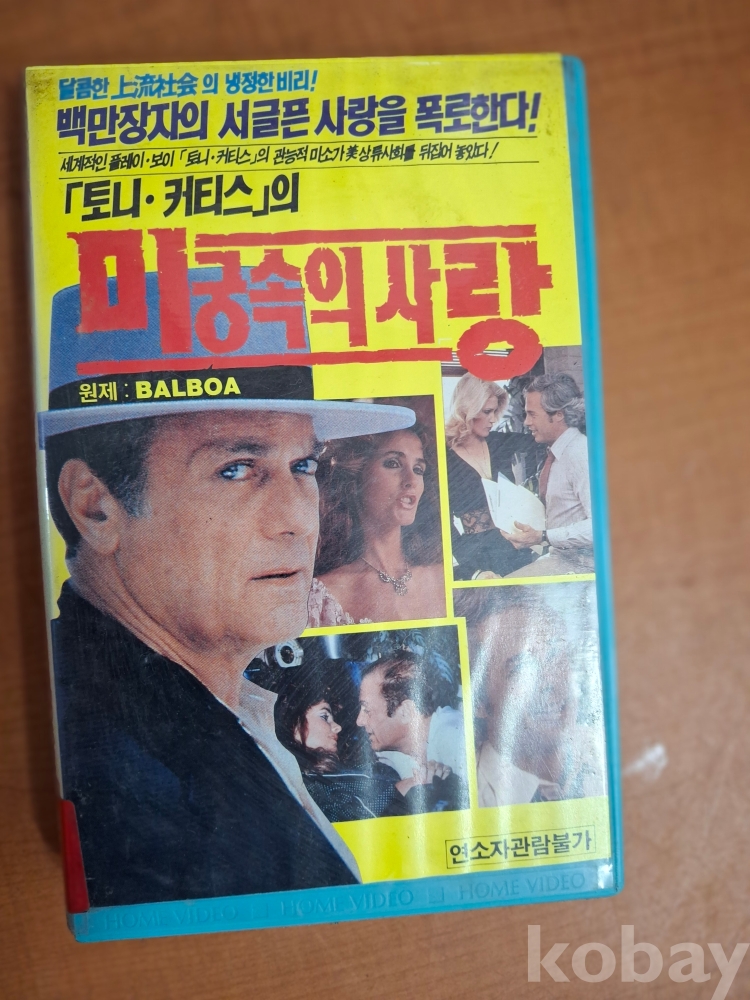 달콤한 上流社会의 냉정한 비리!
백만장자의 서글픈 사랑을 폭로한다!
세계적인 플레이·보이 「토니·커티스」의 관능적 미소가 美상류사회를 뒤집어 놓았다!
「토니·커티스」의
미궁속의 사랑
원제 : BALBOA
연소자관람불가
HOME VIDEO HOME VIDEO HOME VIDEO
kobay